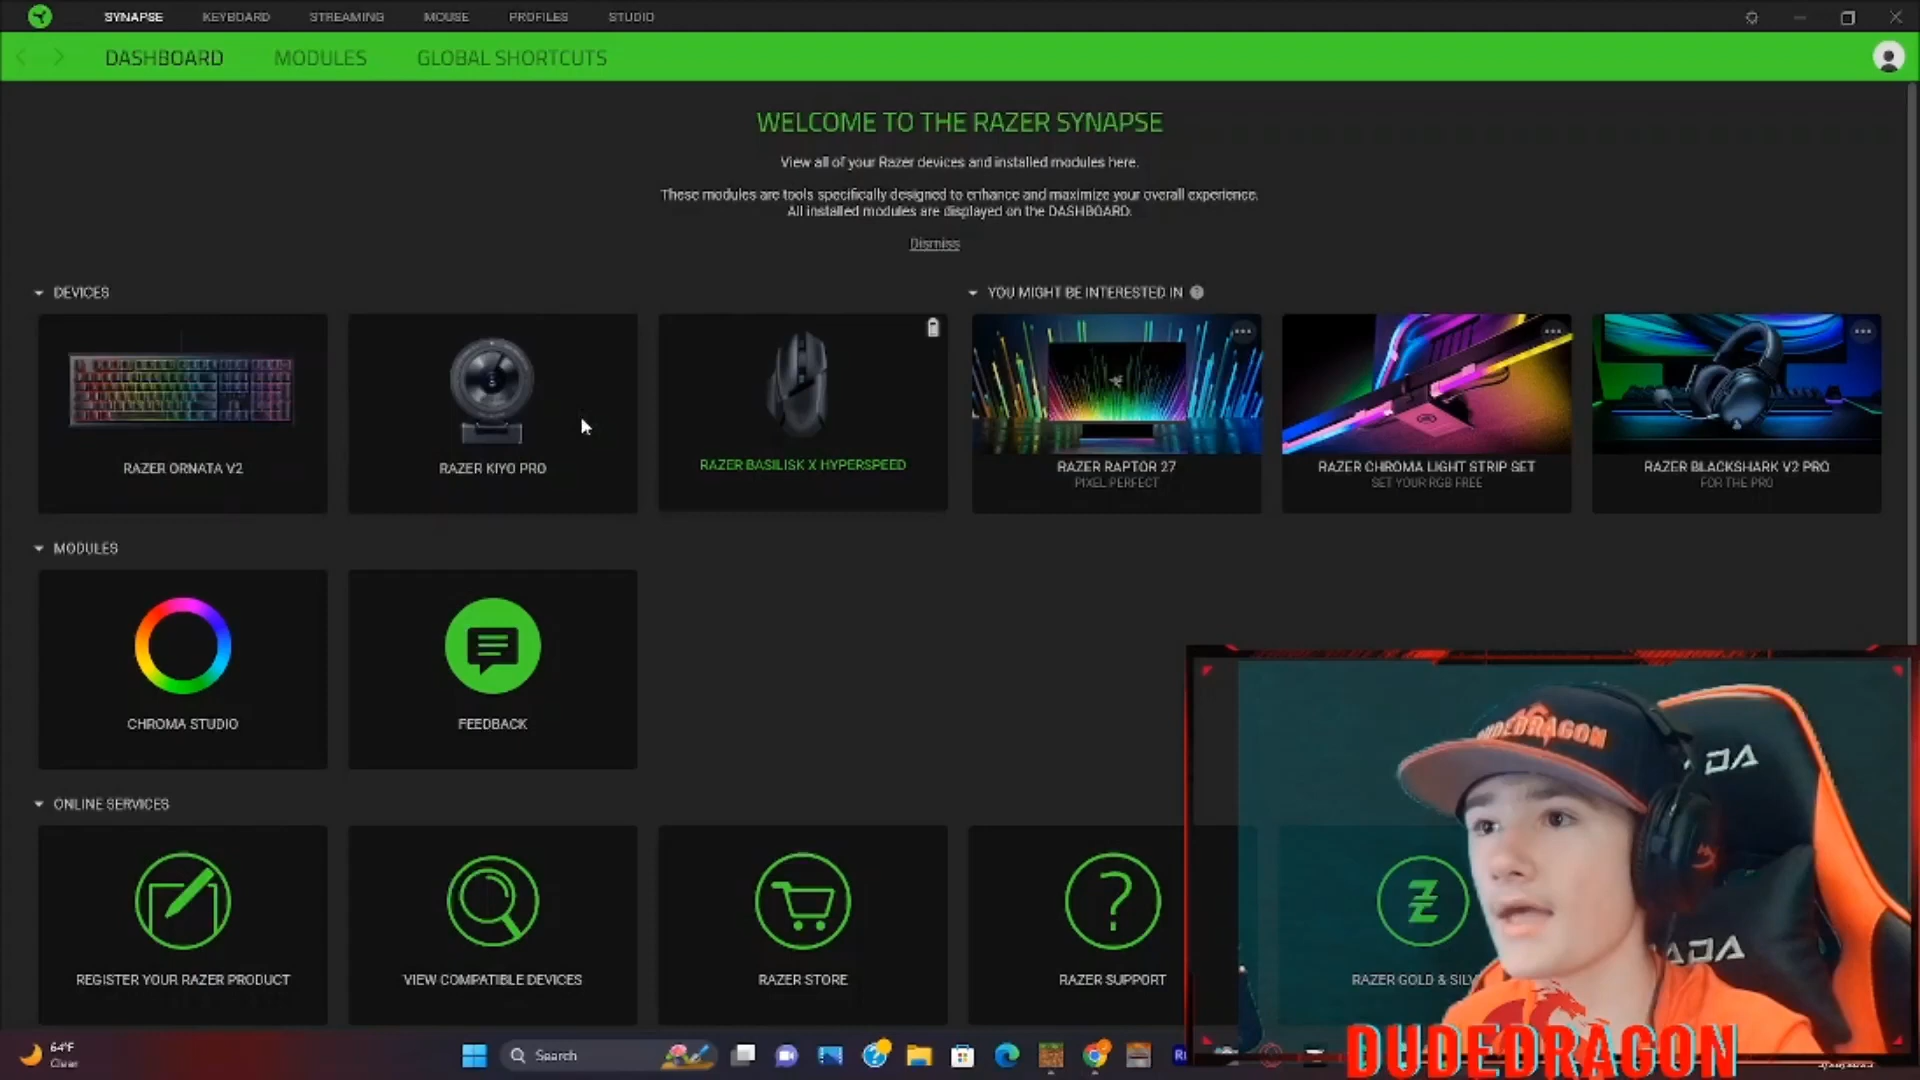 SYNAPSE KEYBOARD STREAMING MOUSE PROFILES STUDIO
DASHBOARD MODULES GLOBAL SHORTCUTS
WELCOME TO THE RAZER SYNAPSE
View all of your Razer devices and installed modules here.
These modules are tools specifically designed to enhance and maximize your overall experience.
All installed modules are displayed on the DASHBOARD.
Dismiss
DEVICES
YOU MIGHT BE INTERESTED IN
RAZER ORNATA V2
RAZER KIYO PRO
RAZER BASILISK X HYPERSPEED
RAZER RAPTOR 27
PIXEL PERFECT
RAZER CHROMA LIGHT STRIP SET
SET YOUR RGB FREE
RAZER BLACKSHARK V2 PRO
FOR THE PRO
MODULES
CHROMA STUDIO
FEEDBACK
ONLINE SERVICES
REGISTER YOUR RAZER PRODUCT
VIEW COMPATIBLE DEVICES
RAZER STORE
RAZER SUPPORT
RAZER GOLD & SILV
DUDEDRAGON
DA
ADA
DUDEDRAGON
64°F
Clear
Search